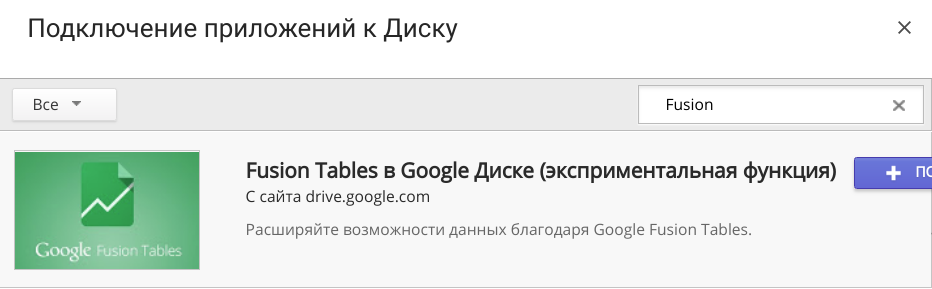 Подключение приложений к Диску
Все
Fusion
Fusion Tables в Google Диске (эксприментальная функция)
С сайта drive.google.com
Расширяйте возможности данных благодаря Google Fusion Tables.
Google Fusion Tables